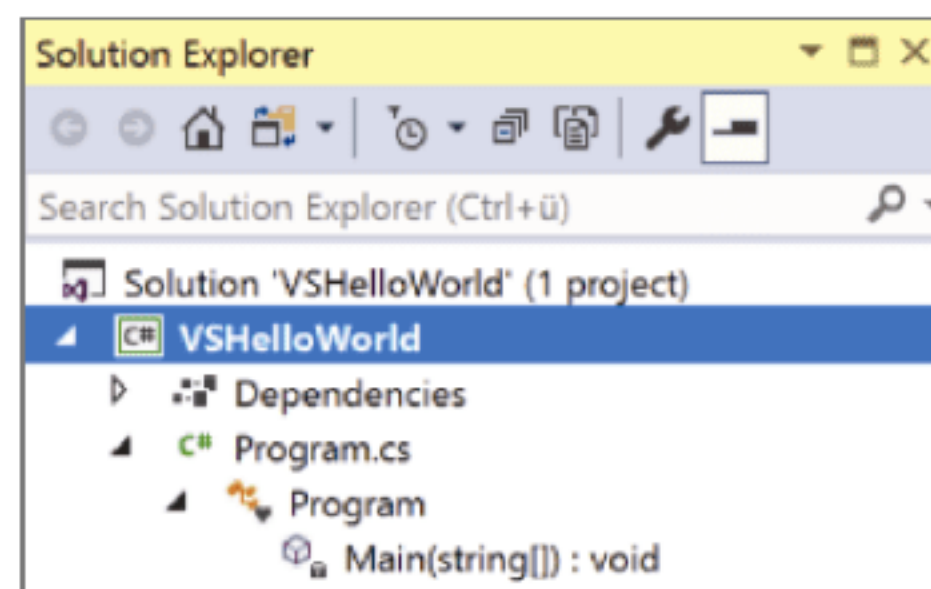 Solution Explorer
Search Solution Explorer (Ctrl+ü)
Solution 'VSHelloWorld' (1 project)
C# VSHelloWorld
Dependencies
C# Program.cs
Program
Main(string[]) : void